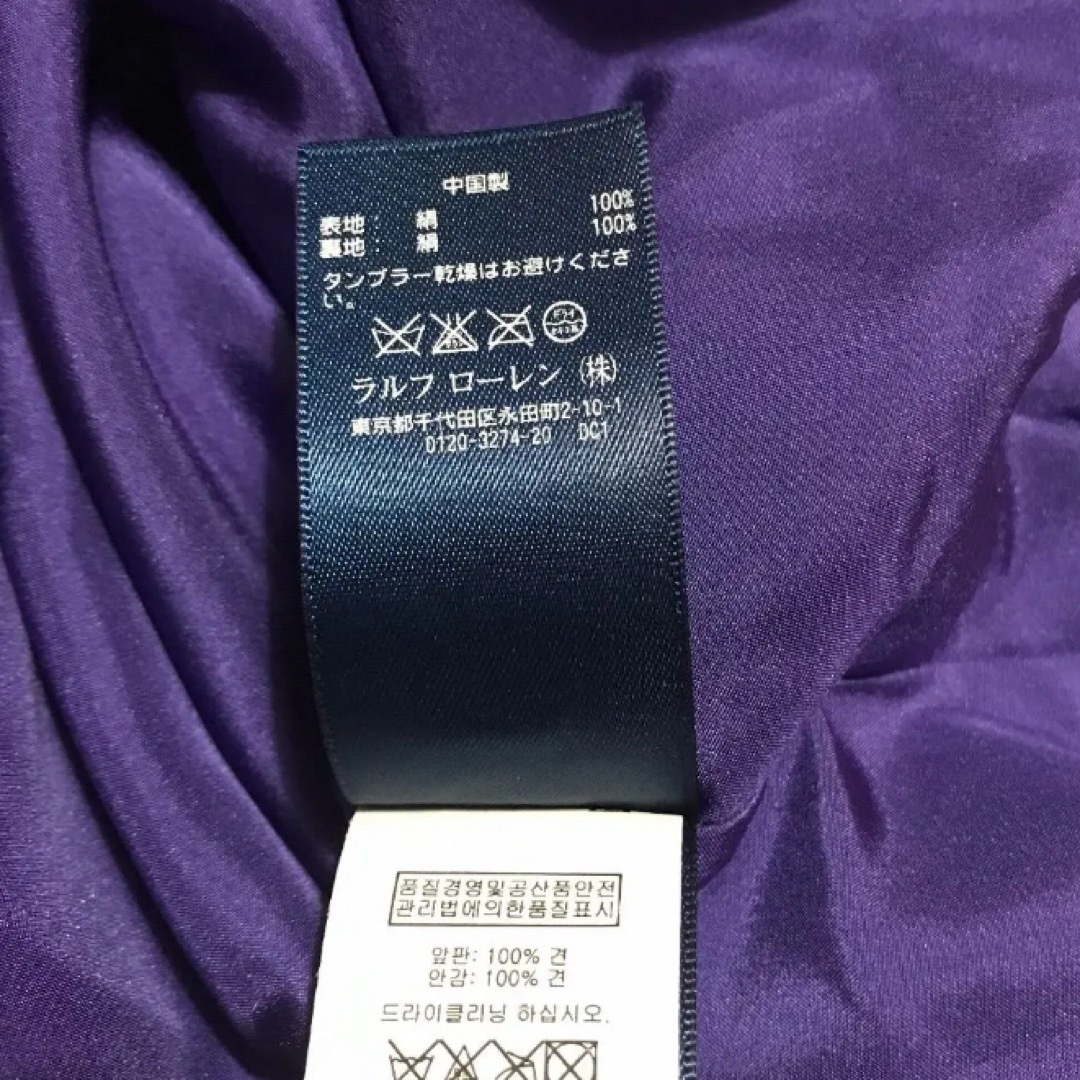 中国製
表地： 絹 100%
裏地： 絹 100%
タンブラー乾燥はお避けくださ
い。
ドライ
ラルフ ローレン（株）
東京都千代田区永田町2-10-1
0120-3274-20 DC1
품질경영및공산품안전
관리법에의한품질표시
앞판: 100% 견
안감: 100% 견
드라이클리닝 하십시오.